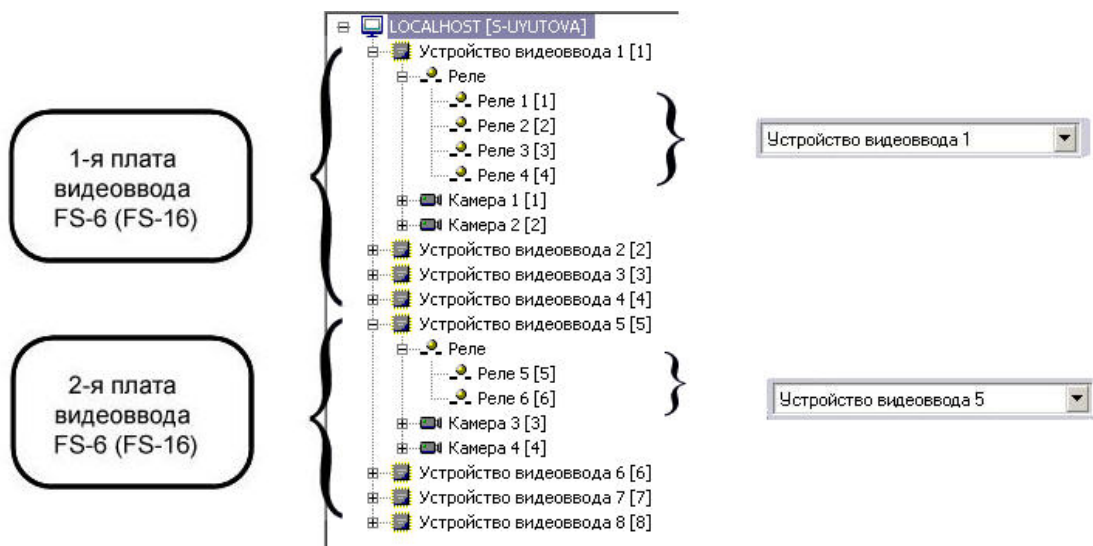 LOCALHOST [S-UYUTOVA]
Устройство видеоввода 1 [1]
Реле
Реле 1 [1]
Реле 2 [2]
Реле 3 [3]
Реле 4 [4]
Камера 1 [1]
Камера 2 [2]
Устройство видеоввода 2 [2]
Устройство видеоввода 3 [3]
Устройство видеоввода 4 [4]
Устройство видеоввода 5 [5]
Реле
Реле 5 [5]
Реле 6 [6]
Камера 3 [3]
Камера 4 [4]
Устройство видеоввода 6 [6]
Устройство видеоввода 7 [7]
Устройство видеоввода 8 [8]
1-я плата
видеоввода
FS-6 (FS-16)
2-я плата
видеоввода
FS-6 (FS-16)
Устройство видеоввода 1
Устройство видеоввода 5